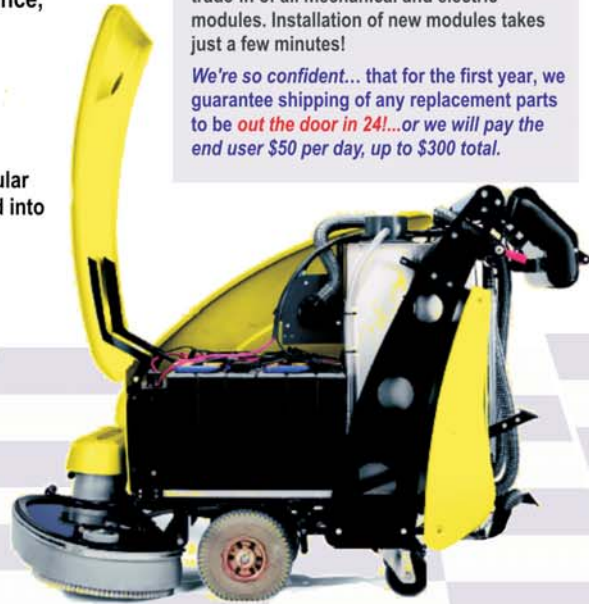 modules. Installation of new modules takes
just a few minutes!
We're so confident... that for the first year, we
guarantee shipping of any replacement parts
to be out the door in 24!...or we will pay the
end user $50 per day, up to $300 total.
into